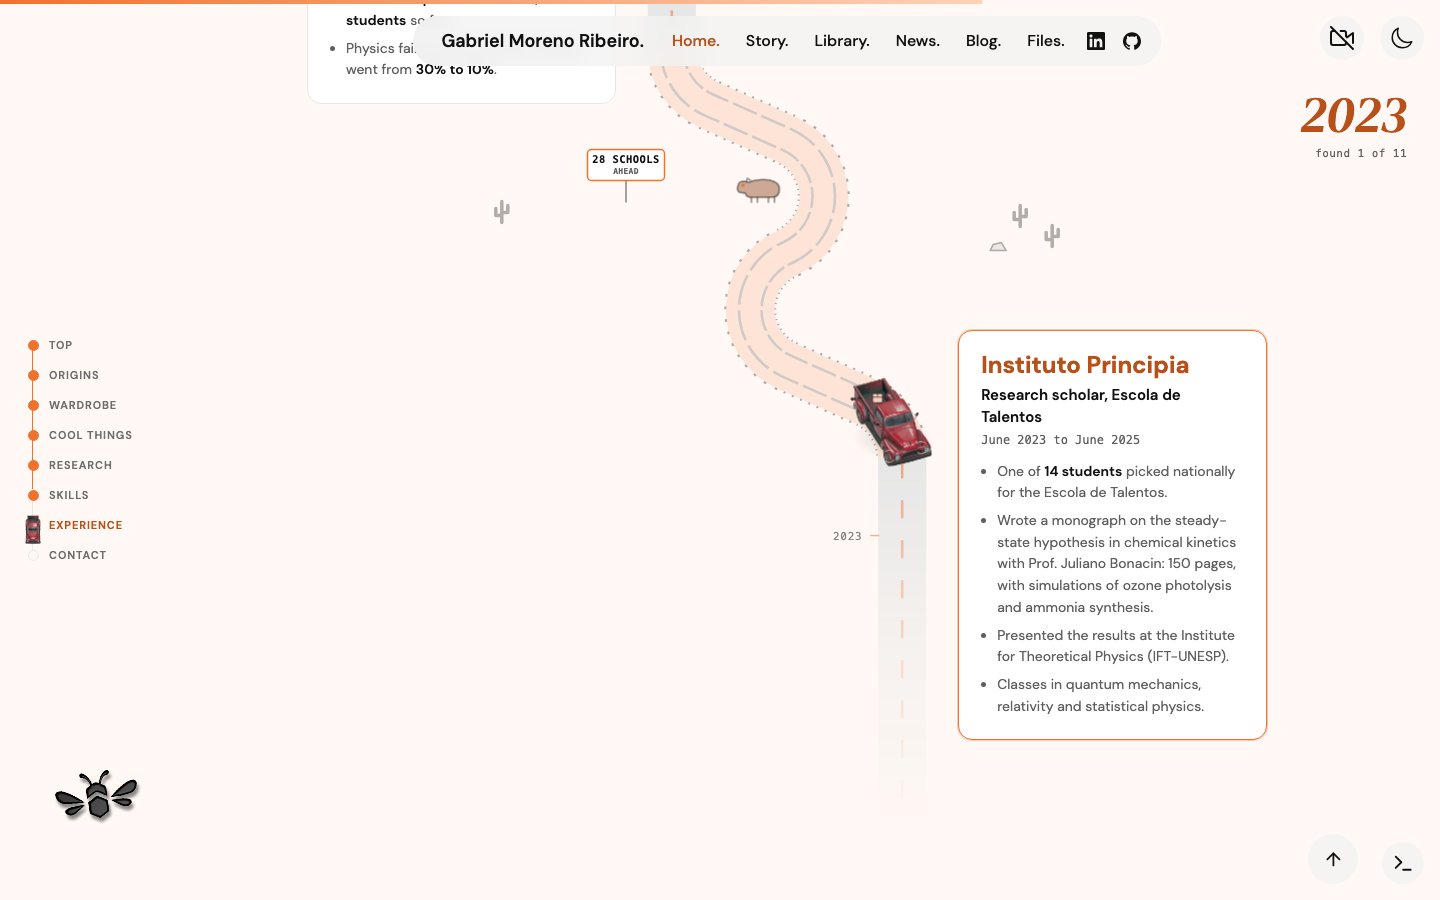 students so
Physics fai
went from 30% to 10%.
Gabriel Moreno Ribeiro. Home. Story. Library. News. Blog. Files.
2023
found 1 of 11
28 SCHOOLS
AHEAD
TOP
ORIGINS
WARDROBE
COOL THINGS
RESEARCH
SKILLS
EXPERIENCE
CONTACT
2023
Instituto Principia
Research scholar, Escola de
Talentos
June 2023 to June 2025
One of 14 students picked nationally
for the Escola de Talentos.
Wrote a monograph on the steady-
state hypothesis in chemical kinetics
with Prof. Juliano Bonacin: 150 pages,
with simulations of ozone photolysis
and ammonia synthesis.
Presented the results at the Institute
for Theoretical Physics (IFT-UNESP).
Classes in quantum mechanics,
relativity and statistical physics.